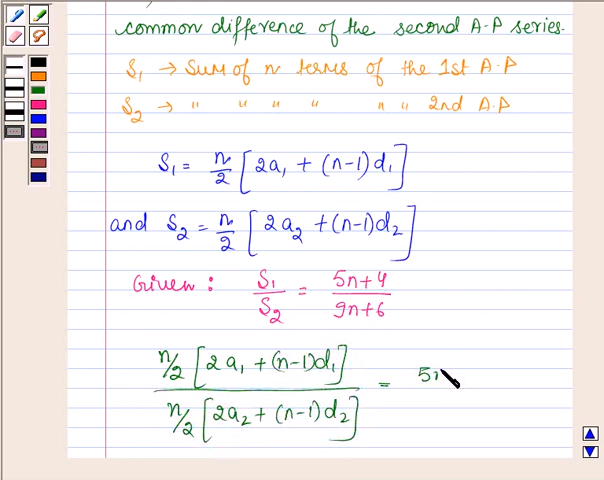 common difference of the second A.P series.
S₁ → Sum of n terms of the 1st A.P
S₂ → " " " " " " 2nd A.P
S₁ = n/2 [2a₁ + (n-1)d₁]
and S₂ = n/2 [2a₂ + (n-1)d₂]
Given: S₁/S₂ = 5n+4/9n+6
n/2 [2a₁ + (n-1)d₁] / n/2 [2a₂ + (n-1)d₂] = 5